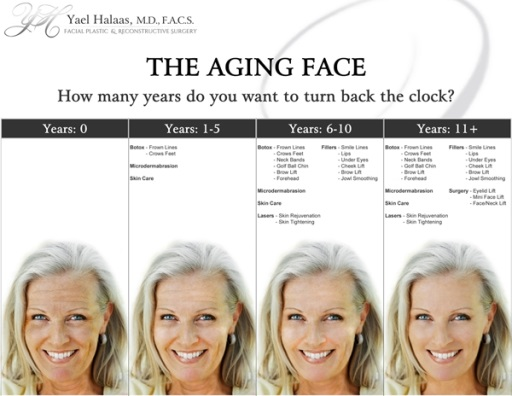 Yael Halaas, M.D., F.A.C.S.
FACIAL PLASTIC & RECONSTRUCTIVE SURGERY
THE AGING FACE
How many years do you want to turn back the clock?
Years: 0
Years: 1-5
Botox - Frown Lines
- Crows Feet
Microdermabrasion
Skin Care
Years: 6-10
Botox - Frown Lines
- Crows Feet
- Neck Bands
- Golf Ball Chin
- Brow Lift
- Forehead
Microdermabrasion
Skin Care
Lasers - Skin Rejuvenation
- Skin Tightening
Fillers - Smile Lines
- Lips
- Under Eyes
- Cheek Lift
- Brow Lift
- Jowl Smoothing
Years: 11+
Botox - Frown Lines
- Crows Feet
- Neck Bands
- Golf Ball Chin
- Brow Lift
- Forehead
Microdermabrasion
Skin Care
Lasers - Skin Rejuvenation
- Skin Tightening
Fillers - Smile Lines
- Lips
- Under Eyes
- Cheek Lift
- Brow Lift
- Jowl Smoothing
Surgery - Eyelid Lift
- Mini Face Lift
- Face/Neck Lift